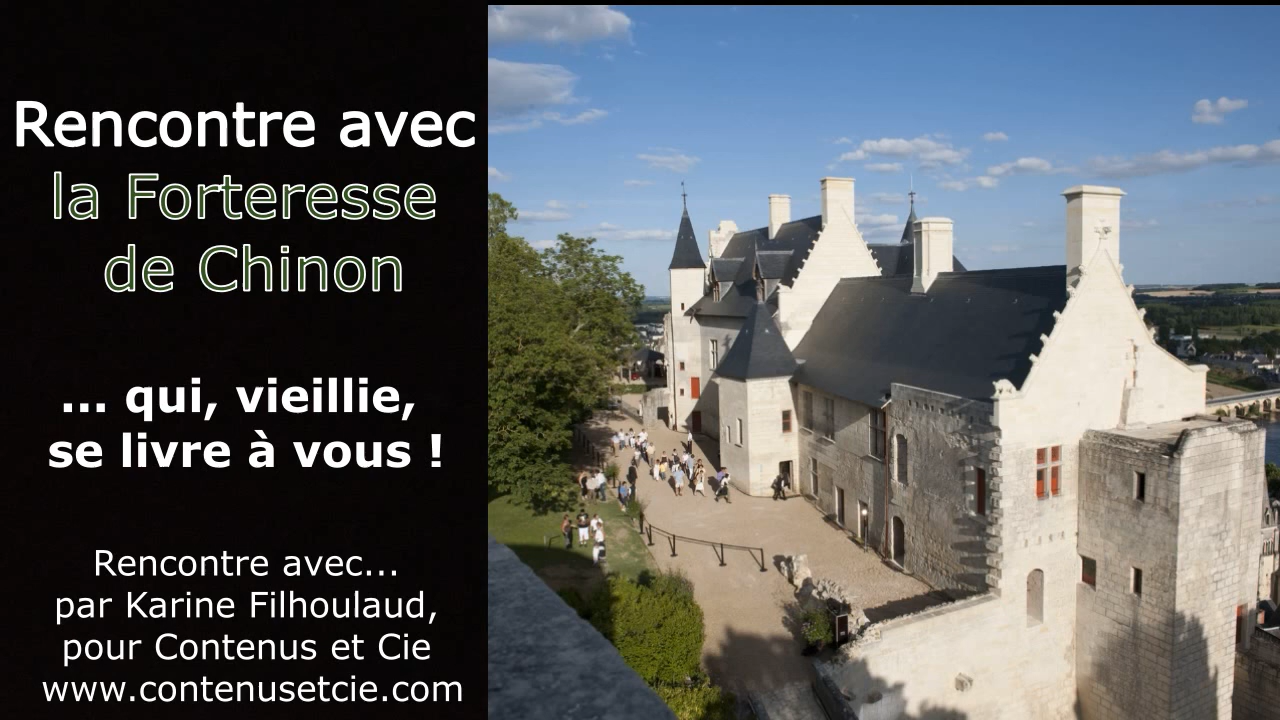 Rencontre avec
la Forteresse
de Chinon
... qui, vieillie,
se livre à vous !
Rencontre avec...
par Karine Filhoulaud,
pour Contenus et Cie
www.contenusetcie.com